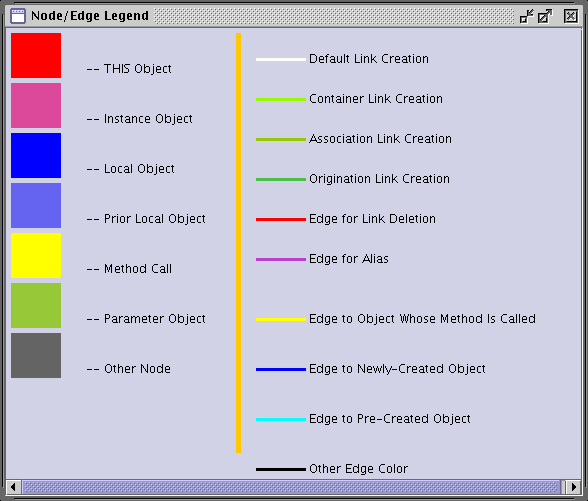 Node/Edge Legend
-- THIS Object
-- Instance Object
-- Local Object
-- Prior Local Object
-- Method Call
-- Parameter Object
-- Other Node
Default Link Creation
Container Link Creation
Association Link Creation
Origination Link Creation
Edge for Link Deletion
Edge for Alias
Edge to Object Whose Method Is Called
Edge to Newly-Created Object
Edge to Pre-Created Object
Other Edge Color